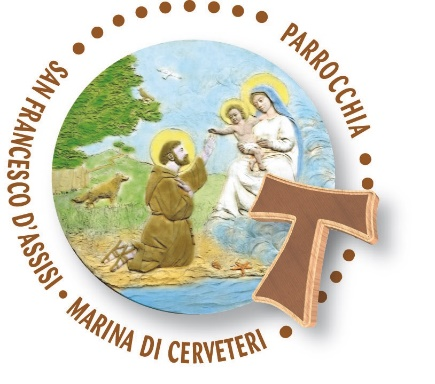 PARROCCHIA
SAN FRANCESCO D'ASSISI • MARINA DI CERVETERI